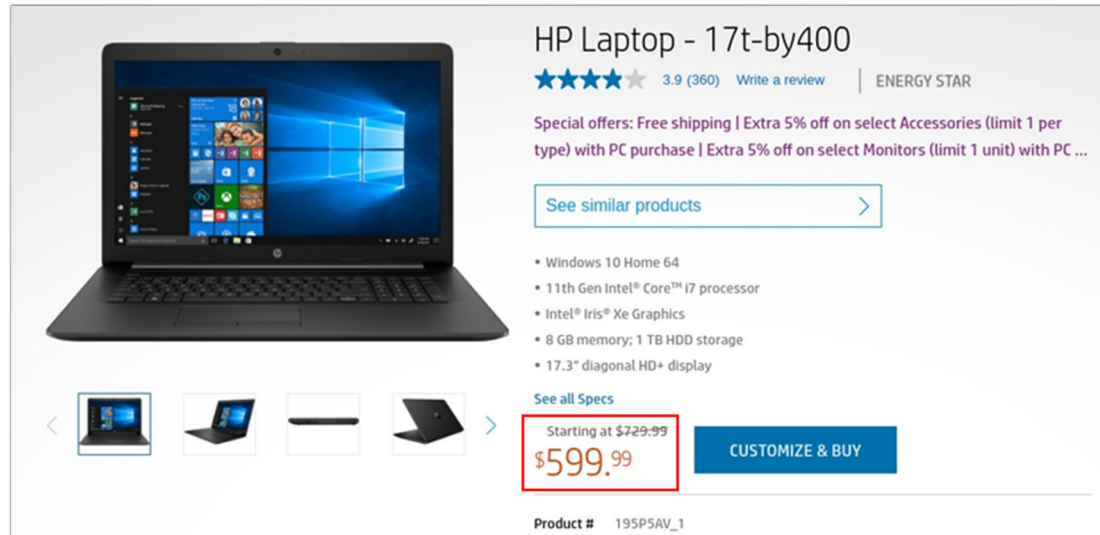 HP Laptop - 17t-by400
3.9 (360) Write a review ENERGY STAR
Special offers: Free shipping | Extra 5% off on select Accessories (limit 1 per
type) with PC purchase | Extra 5% off on select Monitors (limit 1 unit) with PC ...
See similar products
• Windows 10 Home 64
• 11th Gen Intel® Core™ i7 processor
• Intel® Iris® Xe Graphics
• 8 GB memory; 1 TB HDD storage
• 17.3" diagonal HD+ display
See all Specs
Starting at $729.99
$599.99
CUSTOMIZE & BUY
Product # 195P5AV_1